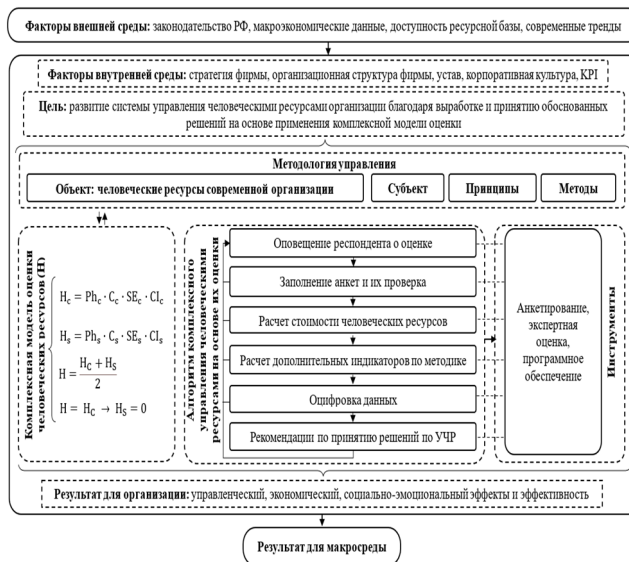 Факторы внешней среды: законодательство РФ, макроэкономические данные, доступность ресурсной базы, современные тренды
Факторы внутренней среды: стратегия фирмы, организационная структура фирмы, устав, корпоративная культура, KPI
Цель: развитие системы управления человеческими ресурсами организации благодаря выработке и принятию обоснованных
решений на основе применения комплексной модели оценки
Методология управления
Объект: человеческие ресурсы современной организации
Субъект
Принципы
Методы
Комплексная модель оценки
человеческих ресурсов (H)
H_c = Ph_c · C_c · SE_c · CI_c
H_s = Ph_s · C_s · SE_s · CI_s
H = (H_C + H_S)/2
H = H_C → H_S = 0
Алгоритм комплексного
управления человеческими
ресурсами на основе их оценки
Оповещение респондента о оценке
Заполнение анкет и их проверка
Расчет стоимости человеческих ресурсов
Расчет дополнительных индикаторов по методике
Оцифровка данных
Рекомендации по принятию решений по УЧР
Анкетирование,
экспертная
оценка,
программное
обеспечение
Инструменты
Результат для организации: управленческий, экономический, социально-эмоциональный эффекты и эффективность
Результат для макросреды